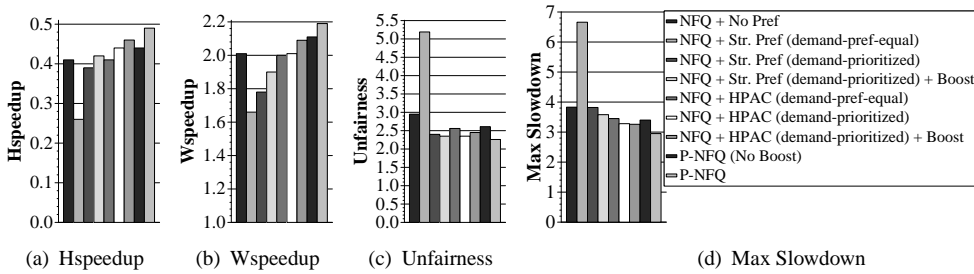 Hspeedup
0.5
0.4
0.3
0.2
0.1
0.0
(a) Hspeedup
Wspeedup
2.2
2.0
1.8
1.6
1.4
1.2
1.0
(b) Wspeedup
Unfairness
5.5
5.0
4.5
4.0
3.5
3.0
2.5
2.0
1.5
1.0
0.5
0.0
(c) Unfairness
Max Slowdown
7
6
5
4
3
2
1
0
NFQ + No Pref
NFQ + Str. Pref (demand-pref-equal)
NFQ + Str. Pref (demand-prioritized)
NFQ + Str. Pref (demand-prioritized) + Boost
NFQ + HPAC (demand-pref-equal)
NFQ + HPAC (demand-prioritized)
NFQ + HPAC (demand-prioritized) + Boost
P-NFQ (No Boost)
P-NFQ
(d) Max Slowdown